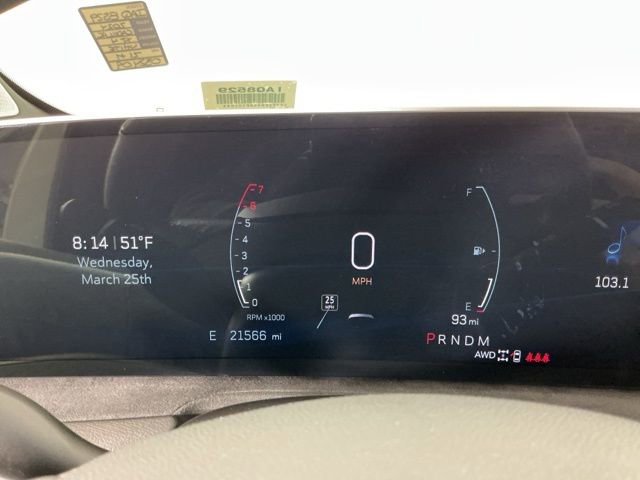 1A08629
8:14 | 51°F
Wednesday,
March 25th
7
6
5
4
3
2
1
0
RPM x1000
0
MPH
25
MPH
F
E
93 mi
103.1
E 21566 mi
PRNDM
AWD